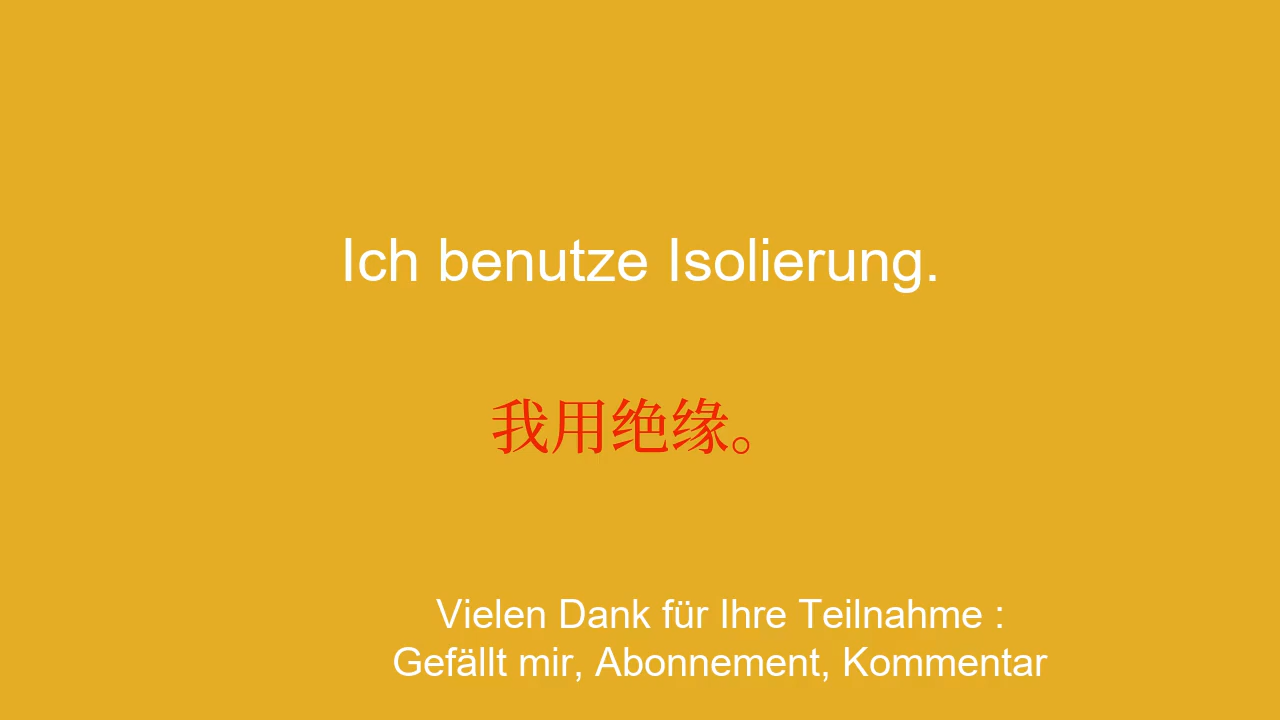 Ich benutze Isolierung.
我用绝缘。
Vielen Dank für Ihre Teilnahme :
Gefällt mir, Abonnement, Kommentar